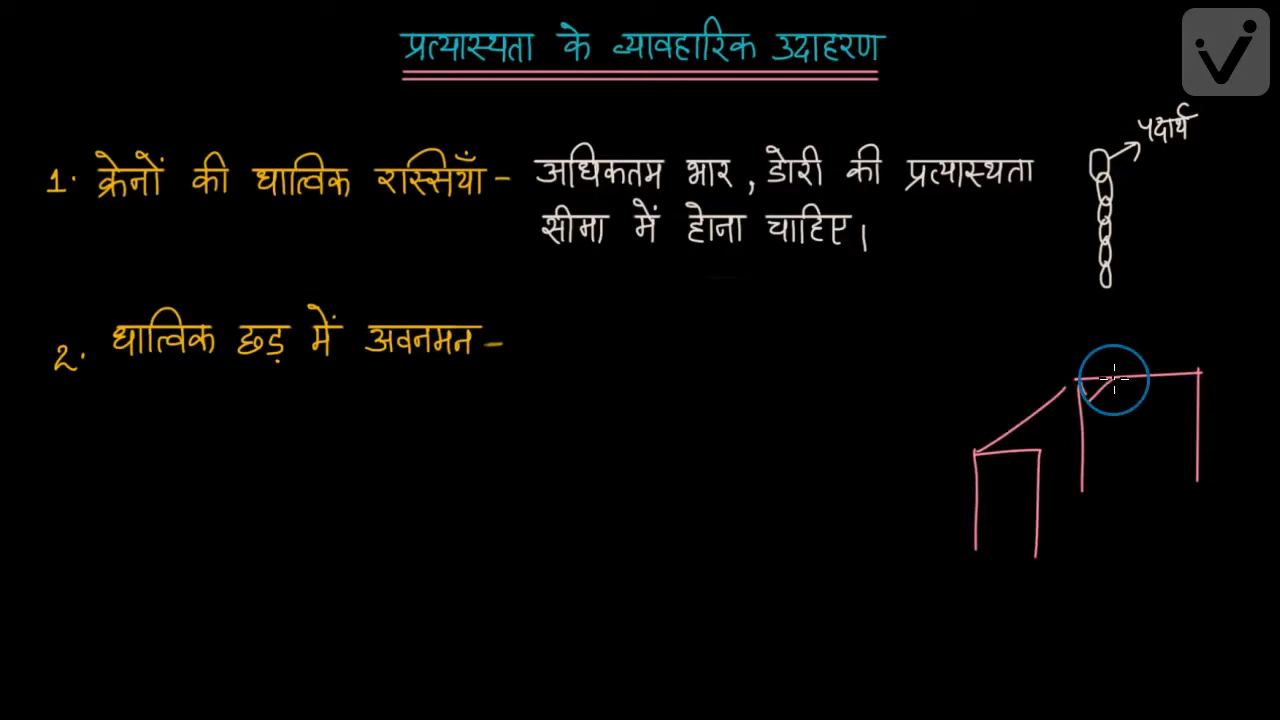 प्रत्यास्थता के व्यावहारिक उदाहरण
पदार्थ
1. क्रेनों की धात्विक रस्सियाँ - अधिकतम भार, डोरी की प्रत्यास्थता
सीमा में होना चाहिए।
2. धात्विक छड़ में अवनमन -